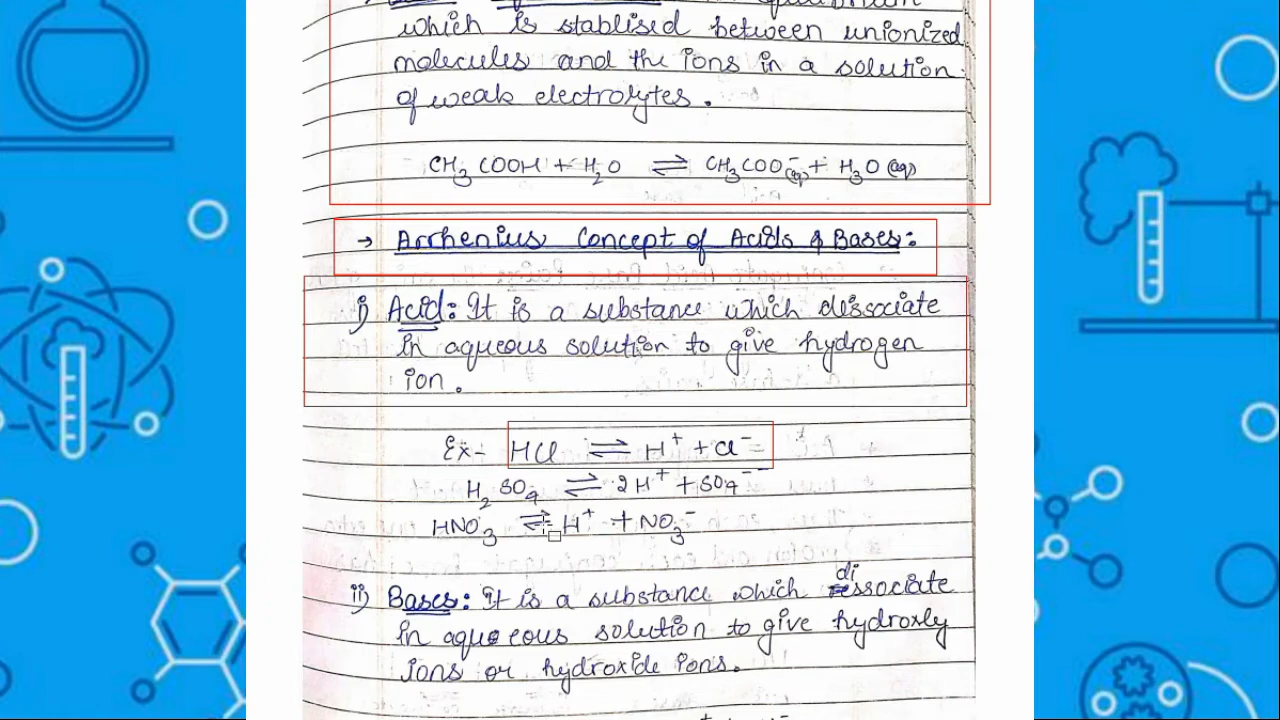 which is stablised between unionized
molecules and the ions in a solution
of weak electrolytes.
CH₃COOH + H₂O ⇌ CH₃COO⁻(aq) + H₃O (aq)
→ Arrhenius Concept of Acids & Bases:
i) Acid: It is a substance which dissociate
in aqueous solution to give hydrogen
ion.
Ex- HCl ⇌ H⁺ + Cl⁻
H₂SO₄ ⇌ 2H⁺ + SO₄⁻⁻
HNO₃ ⇌ H⁺ + NO₃⁻
ii) Bases: It is a substance which dissociate
in aqueous solution to give hydroxly
ions or hydroxide ions.